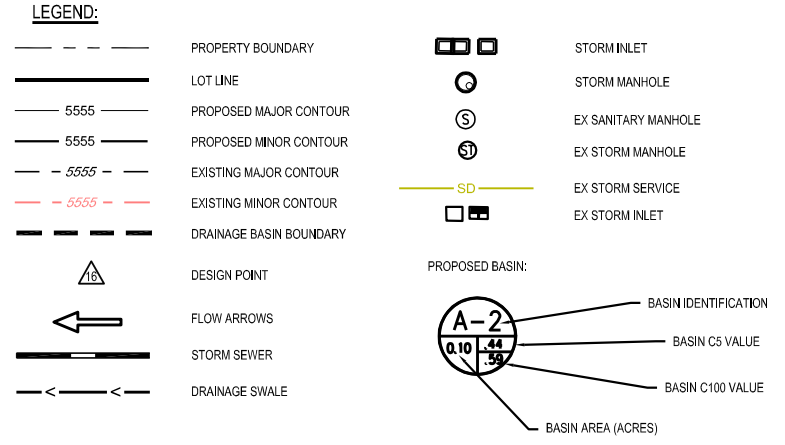 LEGEND:
PROPERTY BOUNDARY
LOT LINE
5555 PROPOSED MAJOR CONTOUR
5555 PROPOSED MINOR CONTOUR
5555 EXISTING MAJOR CONTOUR
5555 EXISTING MINOR CONTOUR
DRAINAGE BASIN BOUNDARY
16 DESIGN POINT
FLOW ARROWS
STORM SEWER
DRAINAGE SWALE
STORM INLET
STORM MANHOLE
S EX SANITARY MANHOLE
ST EX STORM MANHOLE
SD EX STORM SERVICE
EX STORM INLET
PROPOSED BASIN:
BASIN IDENTIFICATION
A-2
0.10 .44
.59
BASIN C5 VALUE
BASIN C100 VALUE
BASIN AREA (ACRES)